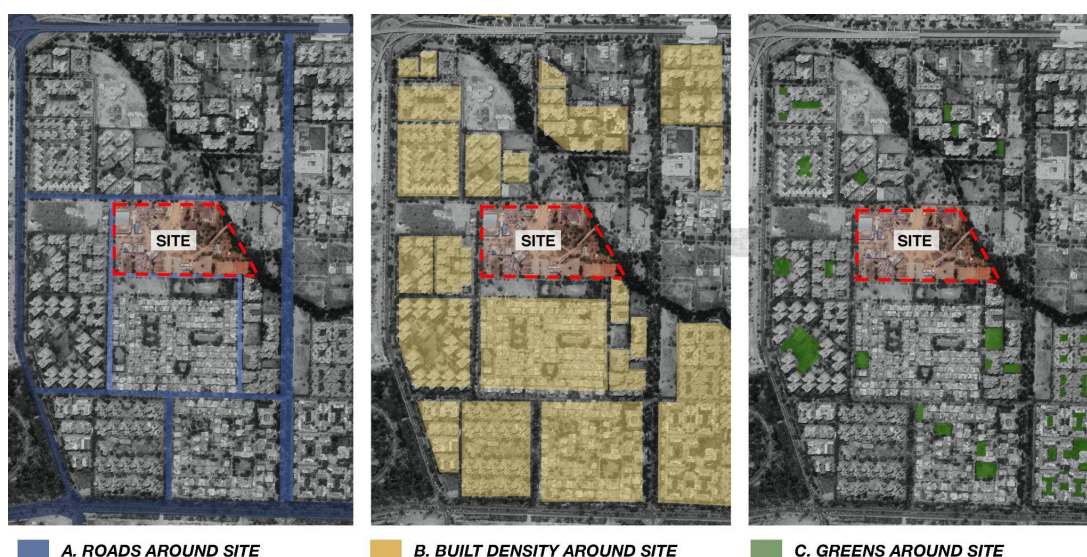 SITE
SITE
SITE
A. ROADS AROUND SITE
B. BUILT DENSITY AROUND SITE
C. GREENS AROUND SITE